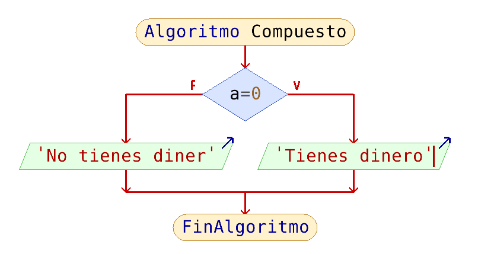 Algoritmo Compuesto
F
V
a=0
'No tienes diner'
'Tienes dinero'
FinAlgoritmo